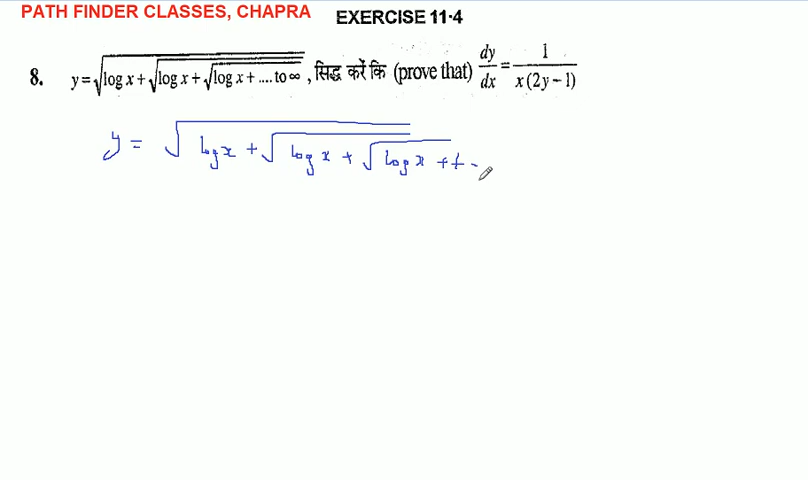 PATH FINDER CLASSES, CHAPRA EXERCISE 11·4
8. y=√log x+√log x+√log x+....to∞ , सिद्ध करें कि (prove that) dy/dx = 1/x(2y−1)
y = √log x + √log x + √log x + + -